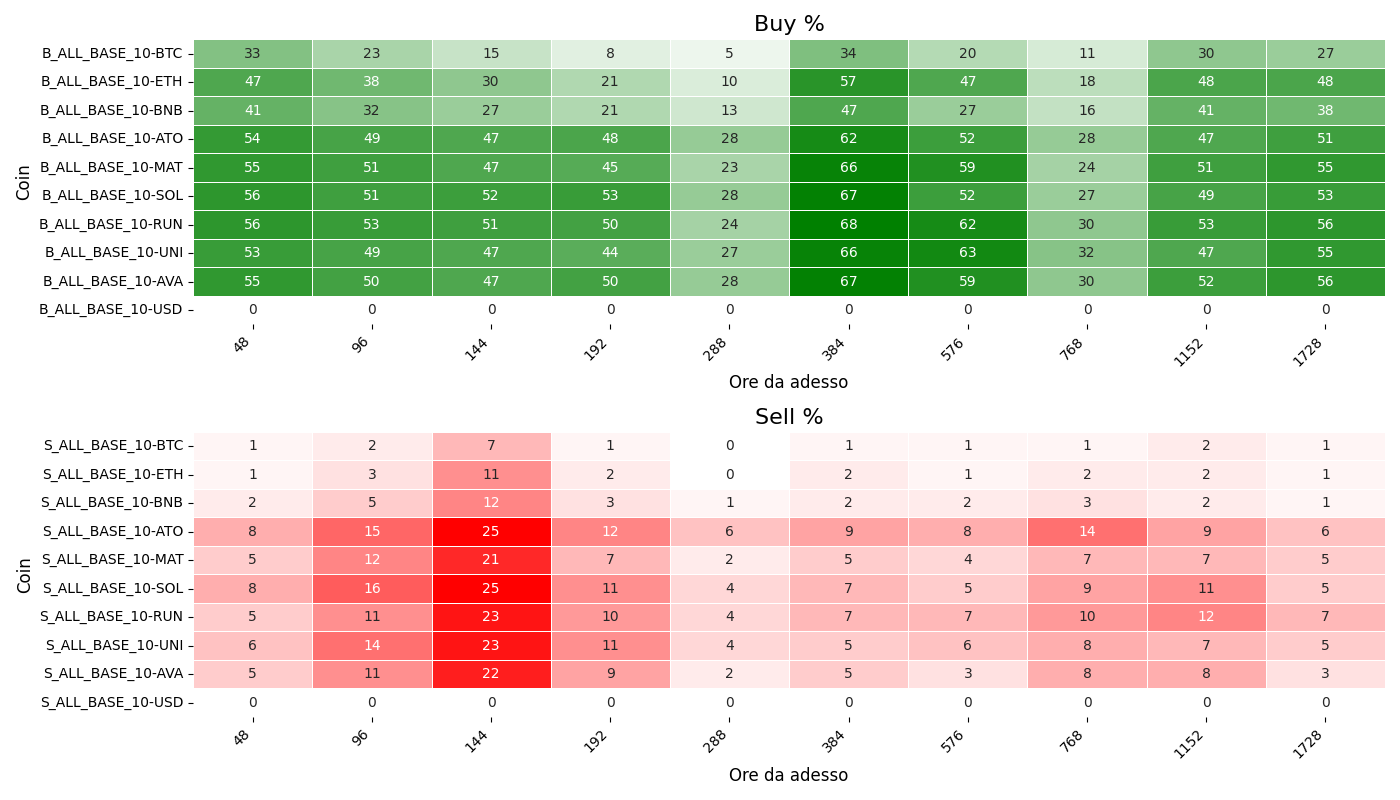 Buy %
B_ALL_BASE_10-BTC 33 23 15 8 5 34 20 11 30 27
B_ALL_BASE_10-ETH 47 38 30 21 10 57 47 18 48 48
B_ALL_BASE_10-BNB 41 32 27 21 13 47 27 16 41 38
B_ALL_BASE_10-ATO 54 49 47 48 28 62 52 28 47 51
B_ALL_BASE_10-MAT 55 51 47 45 23 66 59 24 51 55
B_ALL_BASE_10-SOL 56 51 52 53 28 67 52 27 49 53
B_ALL_BASE_10-RUN 56 53 51 50 24 68 62 30 53 56
B_ALL_BASE_10-UNI 53 49 47 44 27 66 63 32 47 55
B_ALL_BASE_10-AVA 55 50 47 50 28 67 59 30 52 56
B_ALL_BASE_10-USD 0 0 0 0 0 0 0 0 0 0
Coin
48 96 144 192 288 384 576 768 1152 1728
Ore da adesso
Sell %
S_ALL_BASE_10-BTC 1 2 7 1 0 1 1 1 2 1
S_ALL_BASE_10-ETH 1 3 11 2 0 2 1 2 2 1
S_ALL_BASE_10-BNB 2 5 12 3 1 2 2 3 2 1
S_ALL_BASE_10-ATO 8 15 25 12 6 9 8 14 9 6
S_ALL_BASE_10-MAT 5 12 21 7 2 5 4 7 7 5
S_ALL_BASE_10-SOL 8 16 25 11 4 7 5 9 11 5
S_ALL_BASE_10-RUN 5 11 23 10 4 7 7 10 12 7
S_ALL_BASE_10-UNI 6 14 23 11 4 5 6 8 7 5
S_ALL_BASE_10-AVA 5 11 22 9 2 5 3 8 8 3
S_ALL_BASE_10-USD 0 0 0 0 0 0 0 0 0 0
Coin
48 96 144 192 288 384 576 768 1152 1728
Ore da adesso